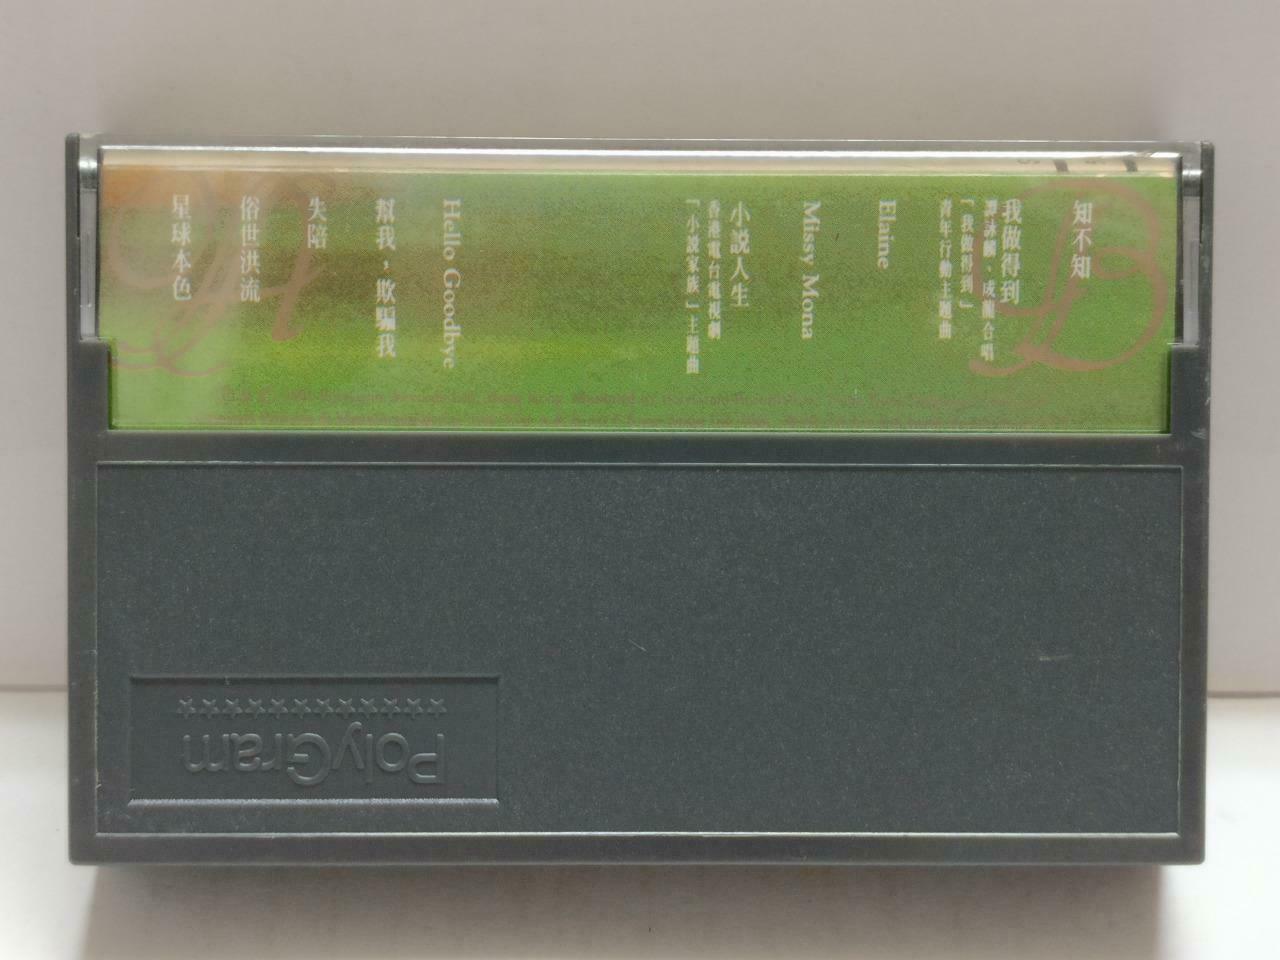 A
星球本色
俗世洪流
失陪
幫我，欺騙我
Hello Goodbye
B
知不知
我做得到
譚詠麟、成龍合唱
「我做得到」
青年行動主題曲
Elaine
Missy Mona
小說人生
香港電台電視劇
「小說家族」主題曲
PolyGram